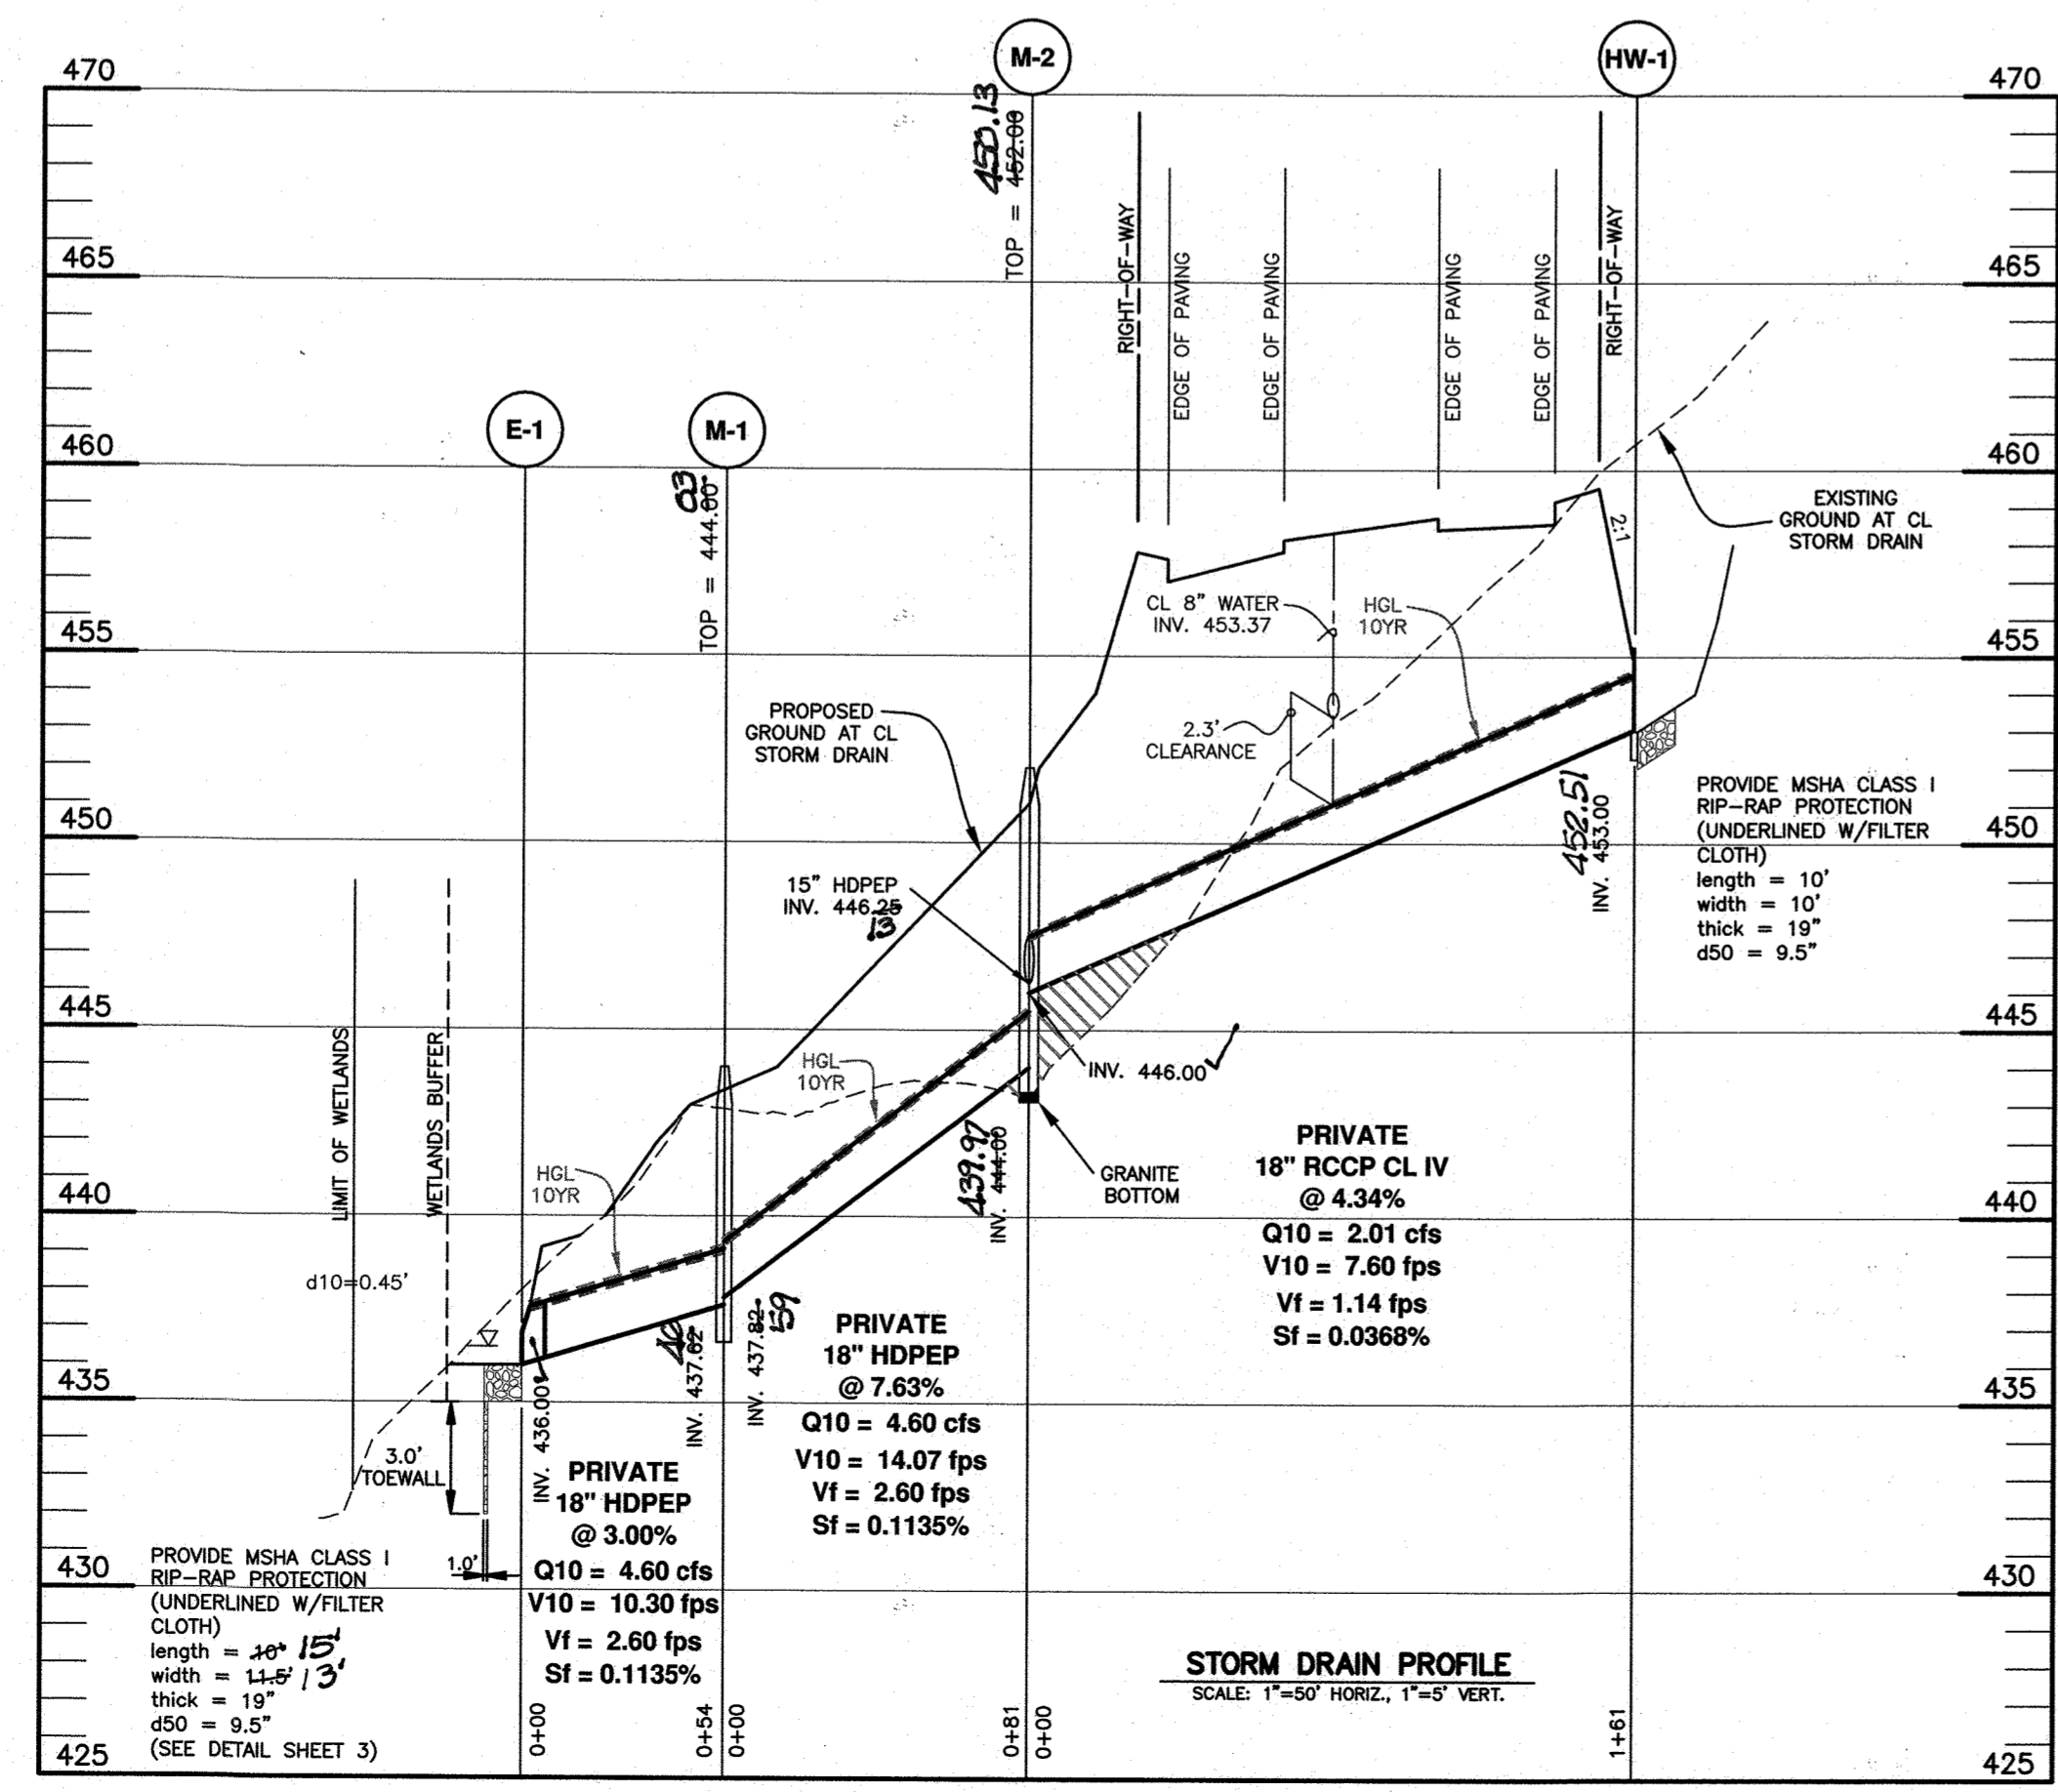 M-2
HW-1
470
470
TOP = 452.00
450.13
465
465
RIGHT-OF-WAY
EDGE OF PAVING
EDGE OF PAVING
EDGE OF PAVING
EDGE OF PAVING
RIGHT-OF-WAY
E-1
M-1
460
460
TOP = 444.00
EXISTING
GROUND AT CL
STORM DRAIN
2:1
CL 8" WATER
INV. 453.37
HGL
10YR
455
455
PROPOSED
GROUND AT CL
STORM DRAIN
2.3'
CLEARANCE
452.51
INV. 453.00
PROVIDE MSHA CLASS I
RIP-RAP PROTECTION
(UNDERLINED W/FILTER
CLOTH)
length = 10'
width = 10'
thick = 19"
d50 = 9.5"
450
450
15" HDPEP
INV. 446.25
13
445
445
LIMIT OF WETLANDS
WETLANDS BUFFER
HGL
10YR
INV. 446.00
439.97
INV. 444.00
GRANITE
BOTTOM
PRIVATE
18" RCCP CL IV
@ 4.34%
Q10 = 2.01 cfs
V10 = 7.60 fps
Vf = 1.14 fps
Sf = 0.0368%
440
440
HGL
10YR
d10=0.45'
435
435
INV. 436.00
INV. 437.62
INV. 437.82
59
PRIVATE
18" HDPEP
@ 7.63%
Q10 = 4.60 cfs
V10 = 14.07 fps
Vf = 2.60 fps
Sf = 0.1135%
3.0'
TOEWALL
PRIVATE
18" HDPEP
@ 3.00%
Q10 = 4.60 cfs
V10 = 10.30 fps
Vf = 2.60 fps
Sf = 0.1135%
430
430
1.0'
PROVIDE MSHA CLASS I
RIP-RAP PROTECTION
(UNDERLINED W/FILTER
CLOTH)
length = 10' 15'
width = 11.5' 13'
thick = 19"
d50 = 9.5"
(SEE DETAIL SHEET 3)
STORM DRAIN PROFILE
SCALE: 1"=50' HORIZ., 1"=5' VERT.
425
425
0+00
0+54
0+00
0+81
0+00
1+61